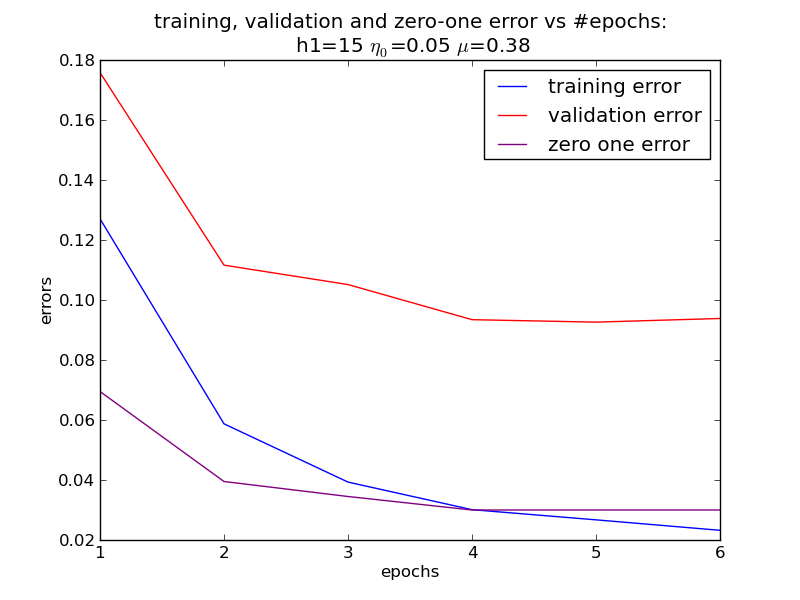 training, validation and zero-one error vs #epochs:
h1=15 η₀=0.05 μ=0.38
training error
validation error
zero one error
0.18
0.16
0.14
0.12
0.10
0.08
0.06
0.04
0.02
errors
1 2 3 4 5 6
epochs